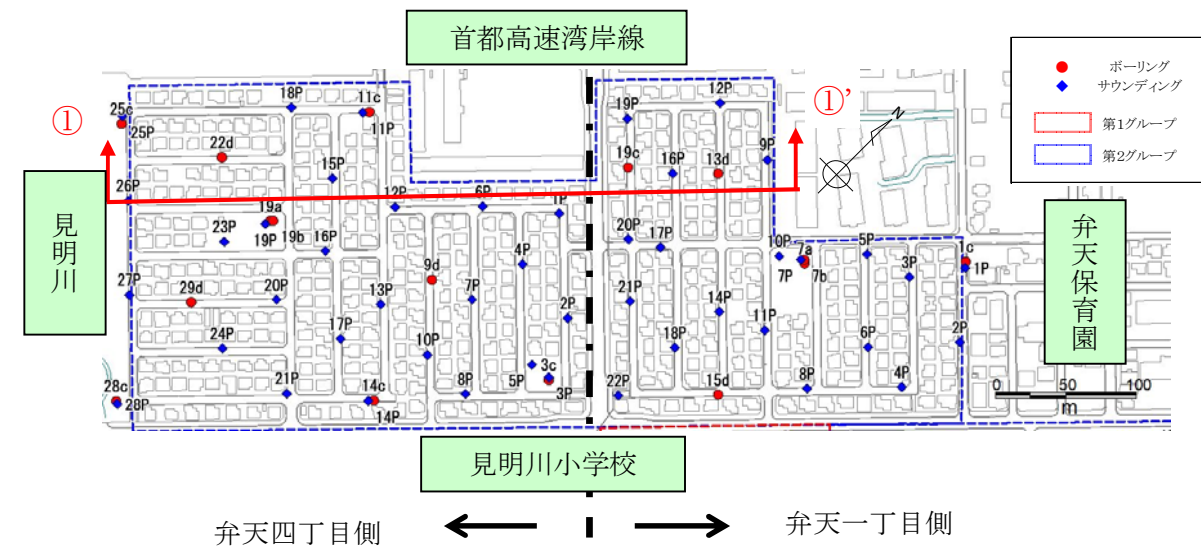 首都高速湾岸線
ボーリング
サウンディング
第1グループ
第2グループ
①
①’
N
25c
25P
18P
11c
11P
22d
15P
26P
19a
19P
19b
23P
16P
12P
6P
1P
4P
9d
7P
2P
27P
29d
20P
13P
24P
17P
10P
21P
14c
14P
8P
5P
3c
3P
28c
28P
19P
12P
19c
16P
13d
9P
20P
17P
10P
7a
7P
7b
5P
3P
1c
1P
21P
14P
11P
18P
6P
2P
22P
15d
8P
4P
見明川
弁天保育園
0 50 100
m
見明川小学校
弁天四丁目側
弁天一丁目側